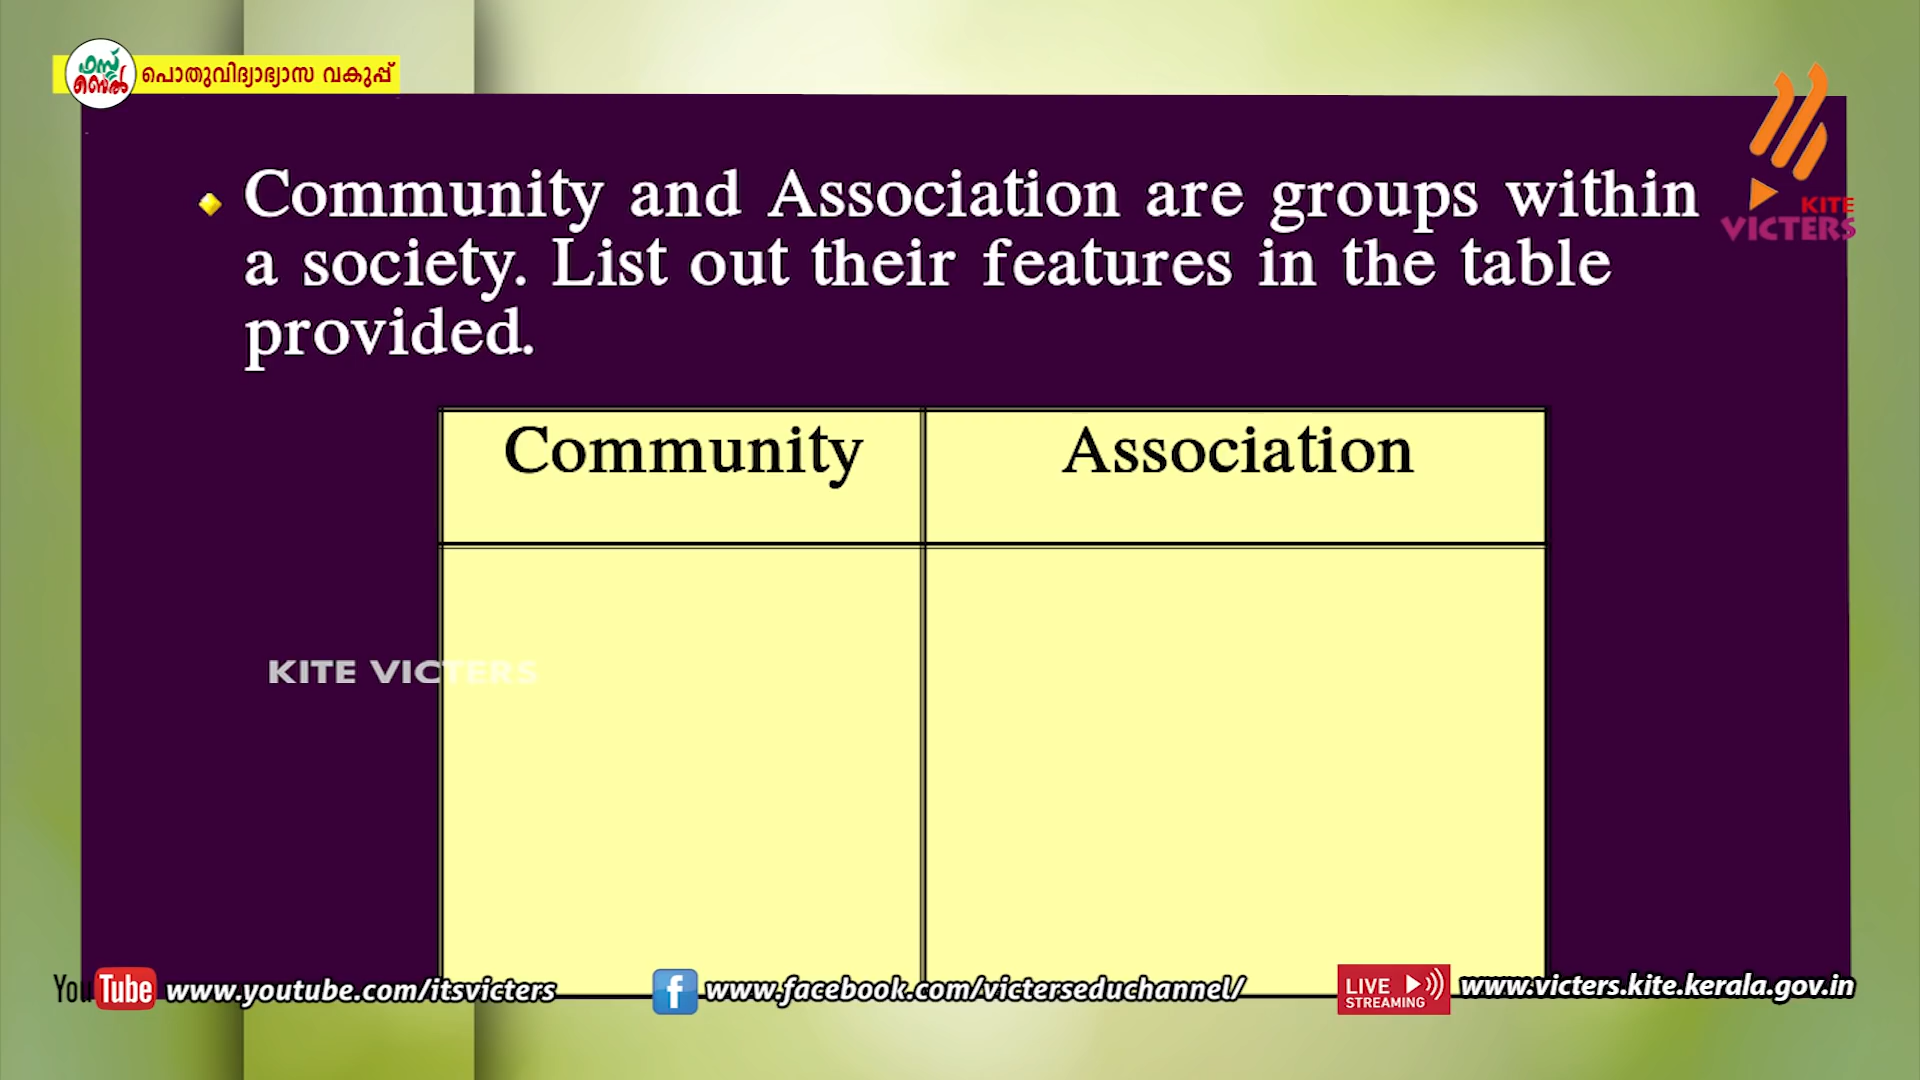 ഫസ്റ്റ്
ബെൽ
പൊതുവിദ്യാഭ്യാസ വകുപ്പ്
KITE
VICTERS
Community and Association are groups within
a society. List out their features in the table
provided.
Community
Association
KITE VICTERS
YouTube www.youtube.com/itsvicters
f www.facebook.com/victerseduchannel/
LIVE
STREAMING
www.victers.kite.kerala.gov.in